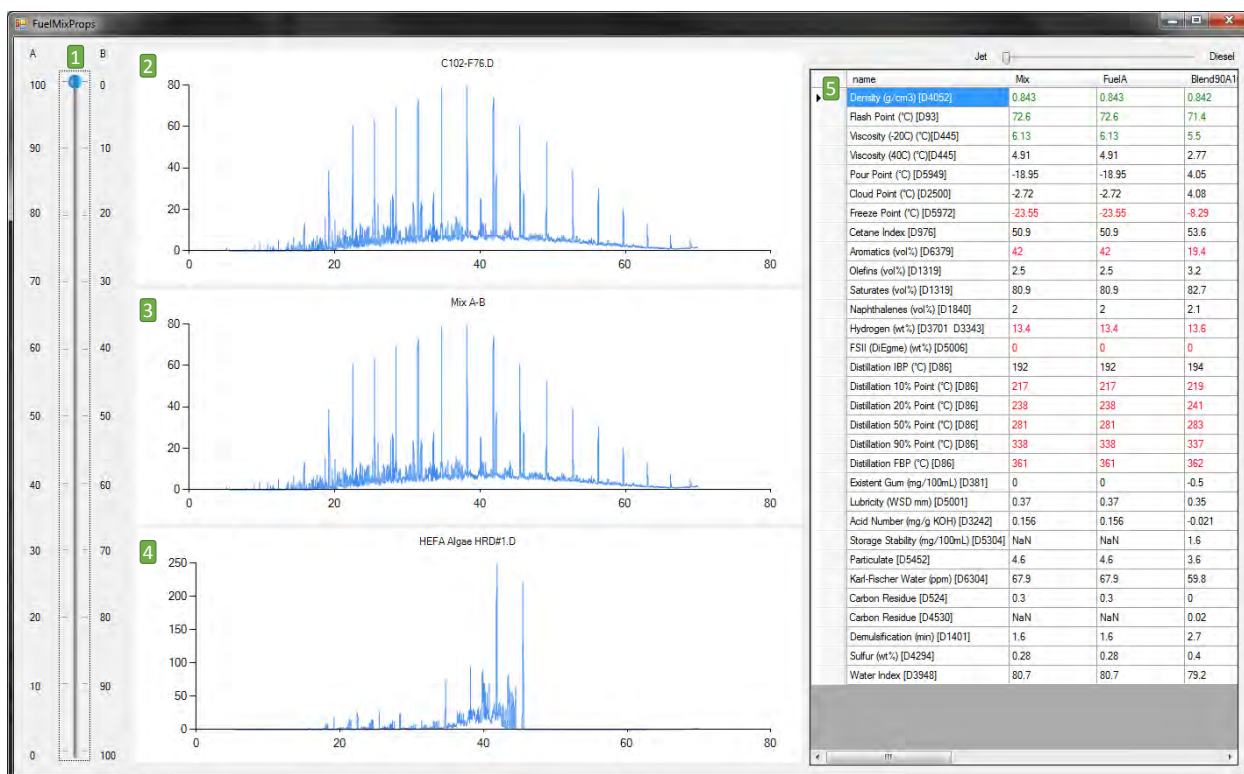 FuelMixProps
A 1 B
100 0
90 10
80 20
70 30
60 40
50 50
40 60
30 70
20 80
10 90
0 100
2
C102-F76.D
80
60
40
20
0
0 20 40 60 80
3
Mix A-B
80
60
40
20
0
0 20 40 60 80
4
HEFA Algae HRD#1.D
250
200
150
100
50
0
0 20 40 60 80
Jet Diesel
5
name Mix FuelA Blend90A1
Density (g/cm3) [D4052] 0.843 0.843 0.842
Flash Point (°C) [D93] 72.6 72.6 71.4
Viscosity (-20C) (°C)[D445] 6.13 6.13 5.5
Viscosity (40C) (°C)[D445] 4.91 4.91 2.77
Pour Point (°C) [D5949] -18.95 -18.95 4.05
Cloud Point (°C) [D2500] -2.72 -2.72 4.08
Freeze Point (°C) [D5972] -23.55 -23.55 -8.29
Cetane Index [D976] 50.9 50.9 53.6
Aromatics (vol%) [D6379] 42 42 19.4
Olefins (vol%) [D1319] 2.5 2.5 3.2
Saturates (vol%) [D1319] 80.9 80.9 82.7
Naphthalenes (vol%) [D1840] 2 2 2.1
Hydrogen (wt%) [D3701 D3343] 13.4 13.4 13.6
FSII (DiEgme) (wt%) [D5006] 0 0 0
Distillation IBP (°C) [D86] 192 192 194
Distillation 10% Point (°C) [D86] 217 217 219
Distillation 20% Point (°C) [D86] 238 238 241
Distillation 50% Point (°C) [D86] 281 281 283
Distillation 90% Point (°C) [D86] 338 338 337
Distillation FBP (°C) [D86] 361 361 362
Existent Gum (mg/100mL) [D381] 0 0 -0.5
Lubricity (WSD mm) [D5001] 0.37 0.37 0.35
Acid Number (mg/g KOH) [D3242] 0.156 0.156 -0.021
Storage Stability (mg/100mL) [D5304] NaN NaN 1.6
Particulate [D5452] 4.6 4.6 3.6
Karl-Fischer Water (ppm) [D6304] 67.9 67.9 59.8
Carbon Residue [D524] 0.3 0.3 0
Carbon Residue [D4530] NaN NaN 0.02
Demulsification (min) [D1401] 1.6 1.6 2.7
Sulfur (wt%) [D4294] 0.28 0.28 0.4
Water Index [D3948] 80.7 80.7 79.2